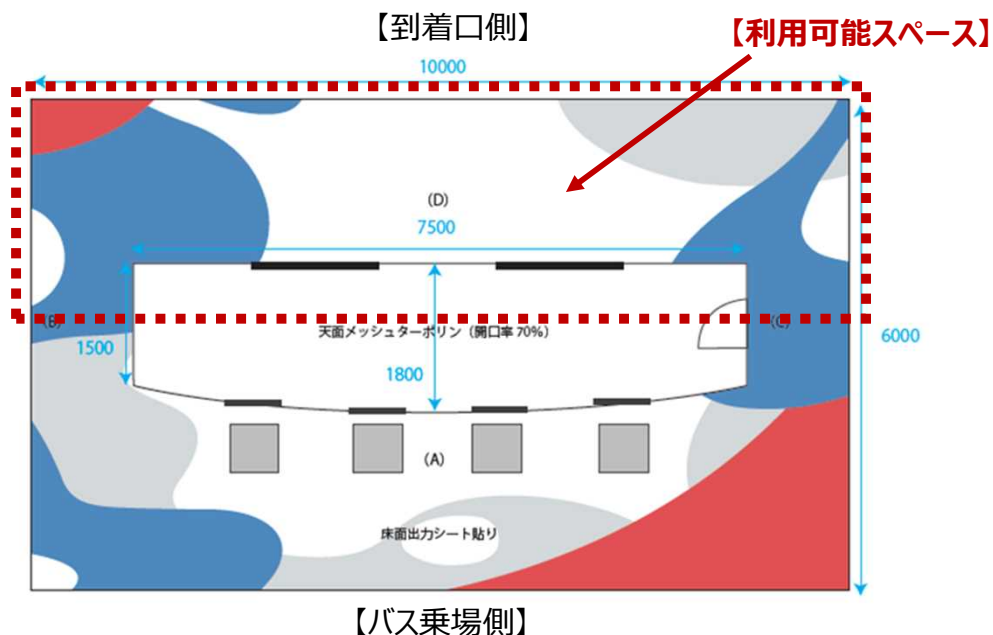 【到着口側】
【利用可能スペース】
10000
(D)
7500
(B)
天面メッシュターポリン（開口率 70%）
(C)
1500
6000
1800
(A)
床面出力シート貼り
【バス乗場側】